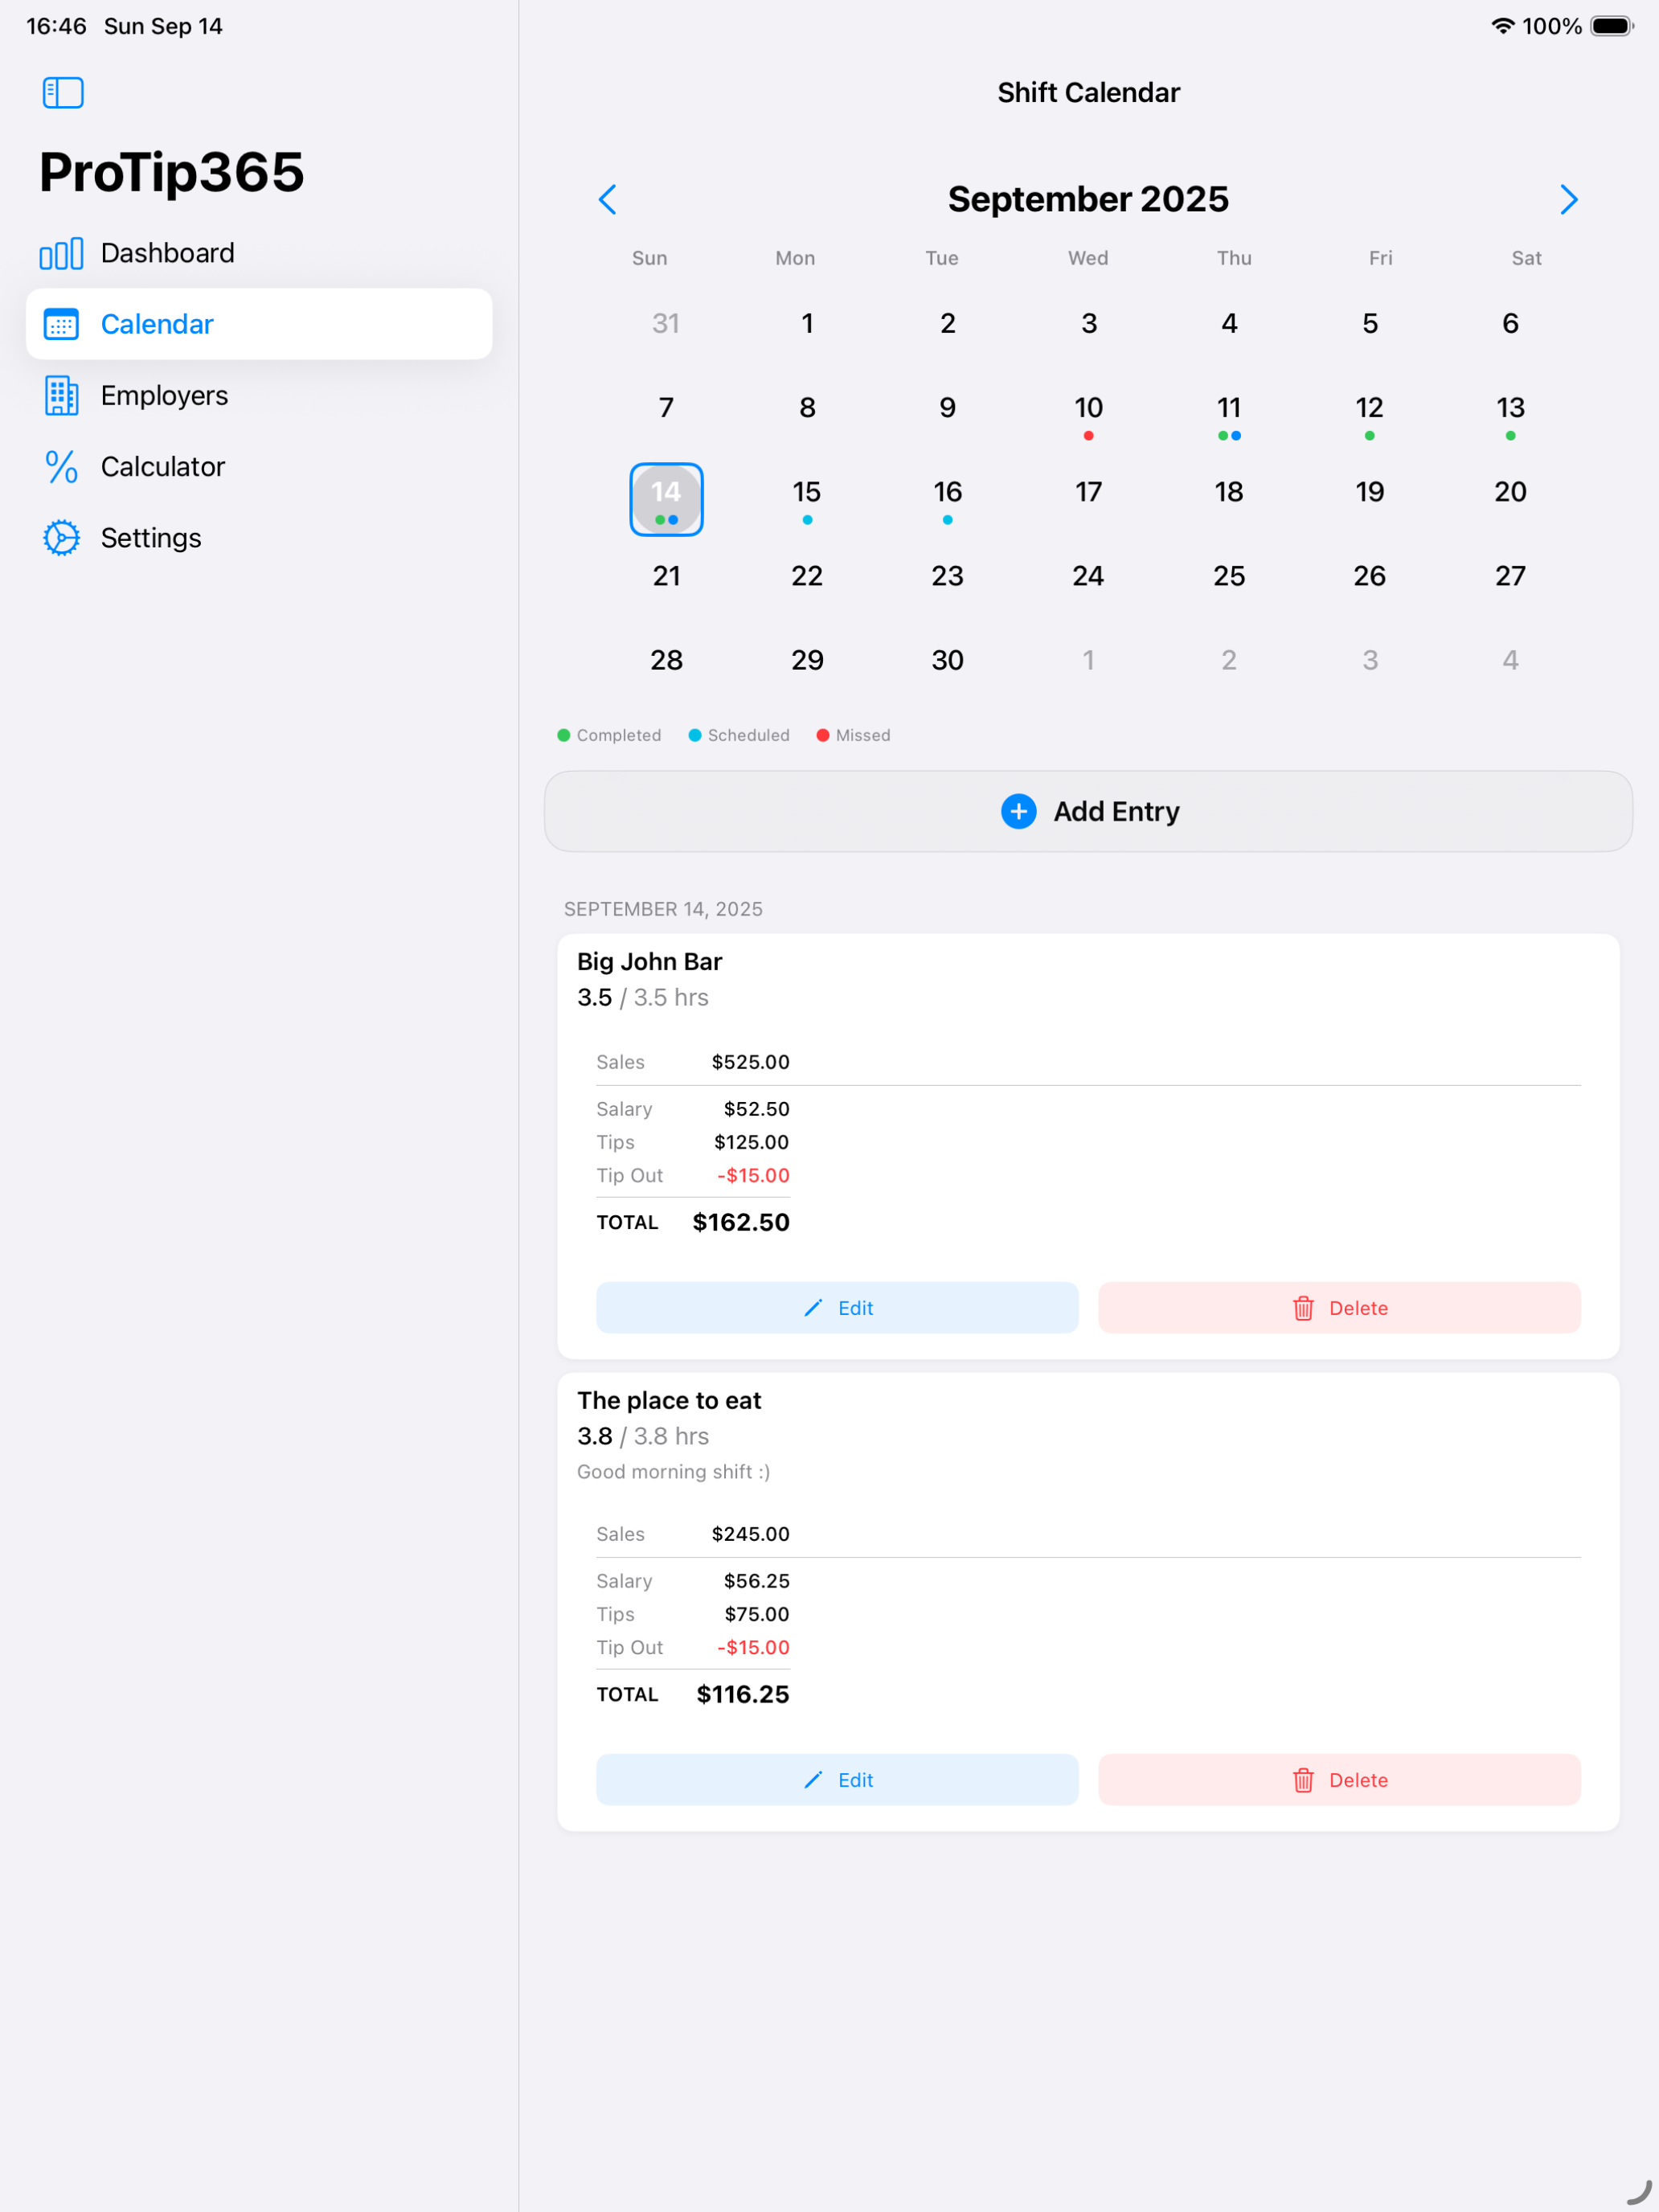 16:46 Sun Sep 14
100%
ProTip365
Dashboard
Calendar
Employers
Calculator
Settings
Shift Calendar
September 2025
Sun Mon Tue Wed Thu Fri Sat
31 1 2 3 4 5 6
7 8 9 10 11 12 13
14 15 16 17 18 19 20
21 22 23 24 25 26 27
28 29 30 1 2 3 4
Completed Scheduled Missed
Add Entry
SEPTEMBER 14, 2025
Big John Bar
3.5 / 3.5 hrs
Sales $525.00
Salary $52.50
Tips $125.00
Tip Out -$15.00
TOTAL $162.50
Edit Delete
The place to eat
3.8 / 3.8 hrs
Good morning shift :)
Sales $245.00
Salary $56.25
Tips $75.00
Tip Out -$15.00
TOTAL $116.25
Edit Delete